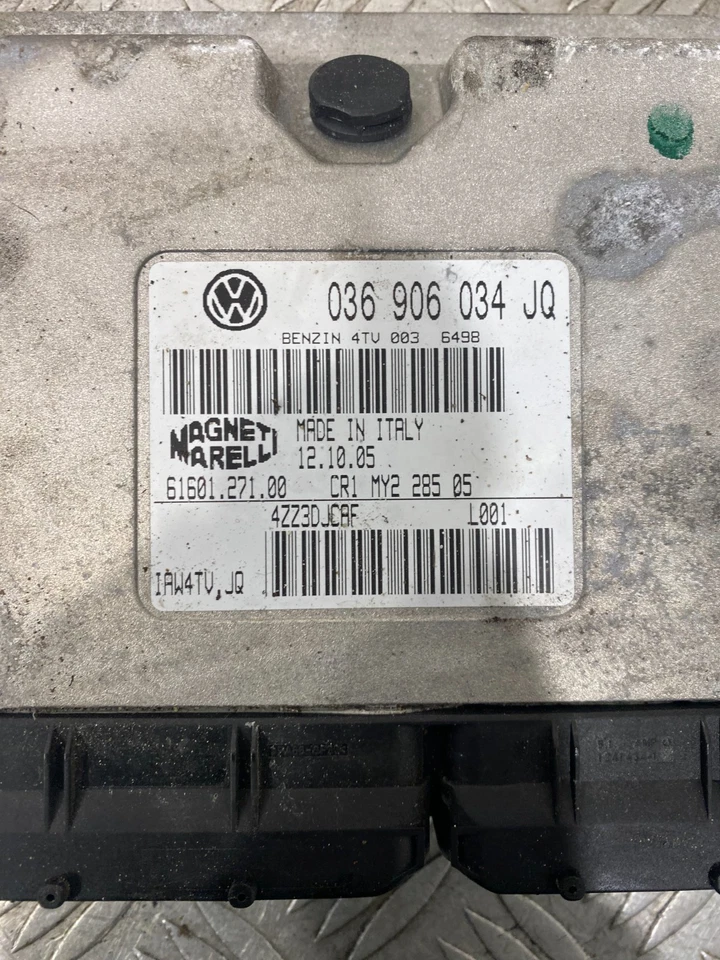 036 906 034 JQ
BENZIN 4TV 003 6498
MAGNETI MARELLI
MADE IN ITALY
12.10.05
61601.271.00 CR1 MY2 285 05
4ZZ3DJCAF L001
IAW4TV.JQ